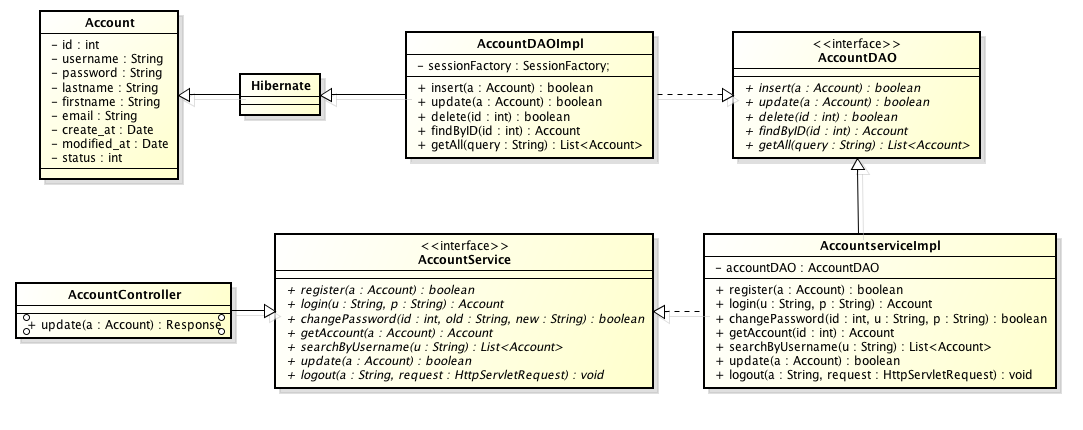 Account
– id : int
– username : String
– password : String
– lastname : String
– firstname : String
– email : String
– create_at : Date
– modified_at : Date
– status : int
Hibernate
AccountDAOImpl
– sessionFactory : SessionFactory;
+ insert(a : Account) : boolean
+ update(a : Account) : boolean
+ delete(id : int) : boolean
+ findByID(id : int) : Account
+ getAll(query : String) : List<Account>
<<interface>>
AccountDAO
+ insert(a : Account) : boolean
+ update(a : Account) : boolean
+ delete(id : int) : boolean
+ findByID(id : int) : Account
+ getAll(query : String) : List<Account>
AccountController
+ update(a : Account) : Response
<<interface>>
AccountService
+ register(a : Account) : boolean
+ login(u : String, p : String) : Account
+ changePassword(id : int, old : String, new : String) : boolean
+ getAccount(a : Account) : Account
+ searchByUsername(u : String) : List<Account>
+ update(a : Account) : boolean
+ logout(a : String, request : HttpServletRequest) : void
AccountserviceImpl
– accountDAO : AccountDAO
+ register(a : Account) : boolean
+ login(u : String, p : String) : Account
+ changePassword(id : int, u : String, p : String) : boolean
+ getAccount(id : int) : Account
+ searchByUsername(u : String) : List<Account>
+ update(a : Account) : boolean
+ logout(a : String, request : HttpServletRequest) : void